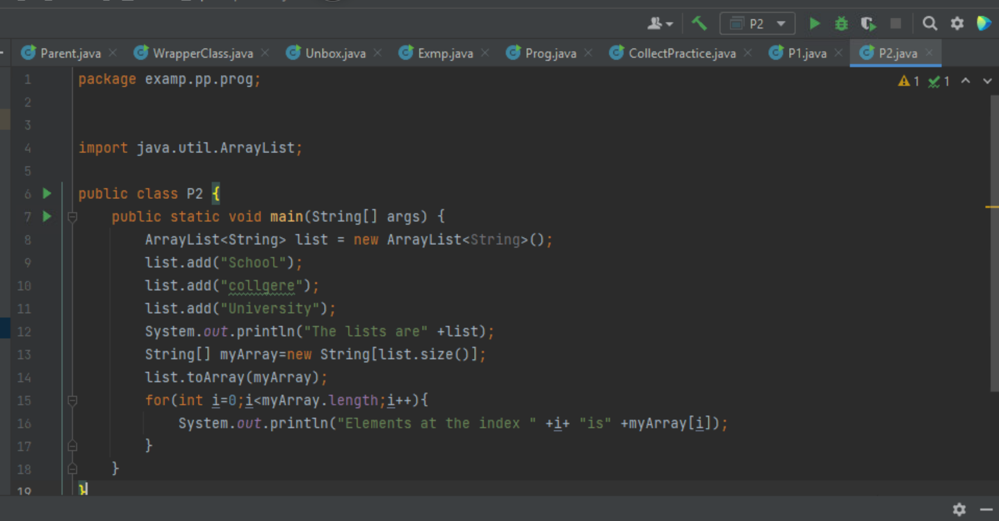 P2
Parent.java WrapperClass.java Unbox.java Exmp.java Prog.java CollectPractice.java P1.java P2.java
1 package examp.pp.prog; 1 1
2
3
4 import java.util.ArrayList;
5
6 public class P2 {
7 public static void main(String[] args) {
8 ArrayList<String> list = new ArrayList<String>();
9 list.add("School");
10 list.add("collgere");
11 list.add("University");
12 System.out.println("The lists are" +list);
13 String[] myArray=new String[list.size()];
14 list.toArray(myArray);
15 for(int i=0;i<myArray.length;i++){
16 System.out.println("Elements at the index " +i+ "is" +myArray[i]);
17 }
18 }
19 }